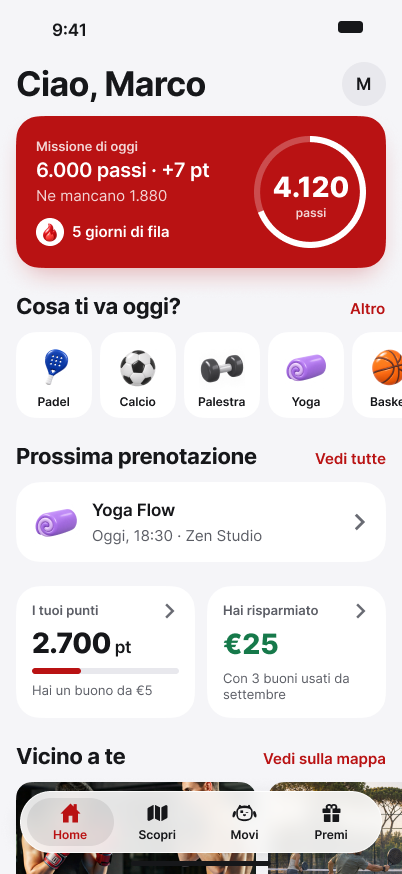 9:41
Ciao, Marco
M
Missione di oggi
6.000 passi · +7 pt
Ne mancano 1.880
5 giorni di fila
4.120
passi
Cosa ti va oggi?
Altro
Padel
Calcio
Palestra
Yoga
Baske
Prossima prenotazione
Vedi tutte
Yoga Flow
Oggi, 18:30 · Zen Studio
I tuoi punti
2.700 pt
Hai un buono da €5
Hai risparmiato
€25
Con 3 buoni usati da
settembre
Vicino a te
Vedi sulla mappa
Home
Scopri
Movi
Premi